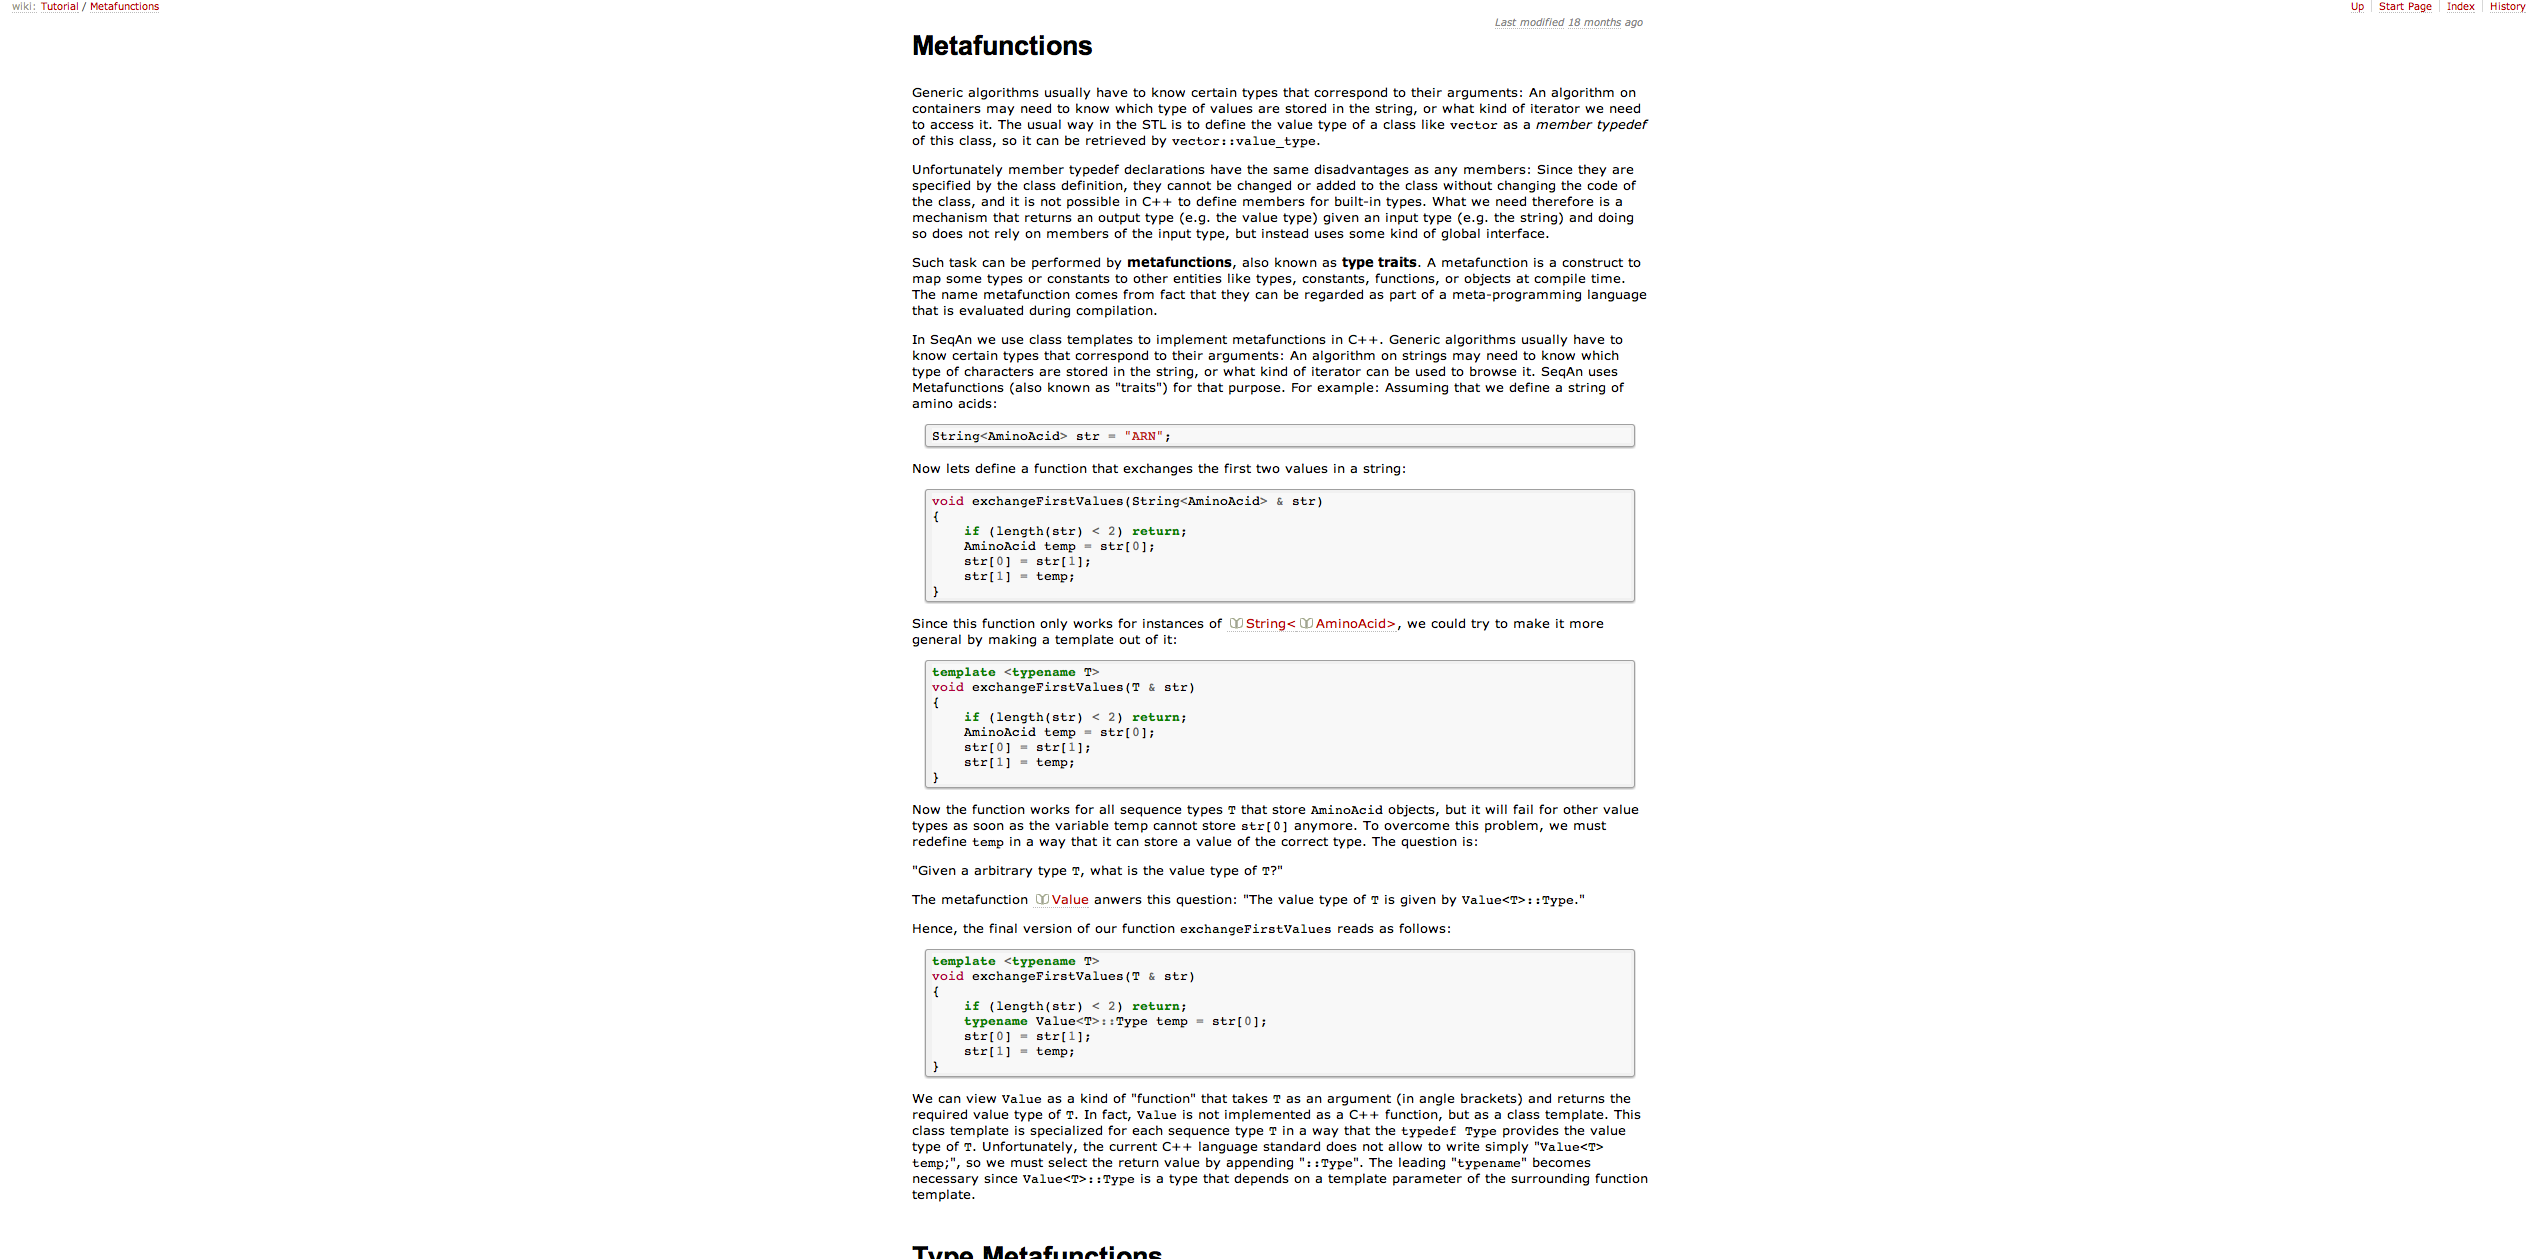 wiki: Tutorial / Metafunctions
Up | Start Page | Index | History
Last modified 18 months ago
Metafunctions
Generic algorithms usually have to know certain types that correspond to their arguments: An algorithm on
containers may need to know which type of values are stored in the string, or what kind of iterator we need
to access it. The usual way in the STL is to define the value type of a class like vector as a member typedef
of this class, so it can be retrieved by vector::value_type.
Unfortunately member typedef declarations have the same disadvantages as any members: Since they are
specified by the class definition, they cannot be changed or added to the class without changing the code of
the class, and it is not possible in C++ to define members for built-in types. What we need therefore is a
mechanism that returns an output type (e.g. the value type) given an input type (e.g. the string) and doing
so does not rely on members of the input type, but instead uses some kind of global interface.
Such task can be performed by metafunctions, also known as type traits. A metafunction is a construct to
map some types or constants to other entities like types, constants, functions, or objects at compile time.
The name metafunction comes from fact that they can be regarded as part of a meta-programming language
that is evaluated during compilation.
In SeqAn we use class templates to implement metafunctions in C++. Generic algorithms usually have to
know certain types that correspond to their arguments: An algorithm on strings may need to know which
type of characters are stored in the string, or what kind of iterator can be used to browse it. SeqAn uses
Metafunctions (also known as "traits") for that purpose. For example: Assuming that we define a string of
amino acids:
String<AminoAcid> str = "ARN";
Now lets define a function that exchanges the first two values in a string:
void exchangeFirstValues(String<AminoAcid> & str)
{
    if (length(str) < 2) return;
    AminoAcid temp = str[0];
    str[0] = str[1];
    str[1] = temp;
}
Since this function only works for instances of String< AminoAcid>, we could try to make it more
general by making a template out of it:
template <typename T>
void exchangeFirstValues(T & str)
{
    if (length(str) < 2) return;
    AminoAcid temp = str[0];
    str[0] = str[1];
    str[1] = temp;
}
Now the function works for all sequence types T that store AminoAcid objects, but it will fail for other value
types as soon as the variable temp cannot store str[0] anymore. To overcome this problem, we must
redefine temp in a way that it can store a value of the correct type. The question is:
"Given a arbitrary type T, what is the value type of T?"
The metafunction Value anwers this question: "The value type of T is given by Value<T>::Type."
Hence, the final version of our function exchangeFirstValues reads as follows:
template <typename T>
void exchangeFirstValues(T & str)
{
    if (length(str) < 2) return;
    typename Value<T>::Type temp = str[0];
    str[0] = str[1];
    str[1] = temp;
}
We can view Value as a kind of "function" that takes T as an argument (in angle brackets) and returns the
required value type of T. In fact, Value is not implemented as a C++ function, but as a class template. This
class template is specialized for each sequence type T in a way that the typedef Type provides the value
type of T. Unfortunately, the current C++ language standard does not allow to write simply "Value<T>
temp;", so we must select the return value by appending "::Type". The leading "typename" becomes
necessary since Value<T>::Type is a type that depends on a template parameter of the surrounding function
template.
Type Metafunctions